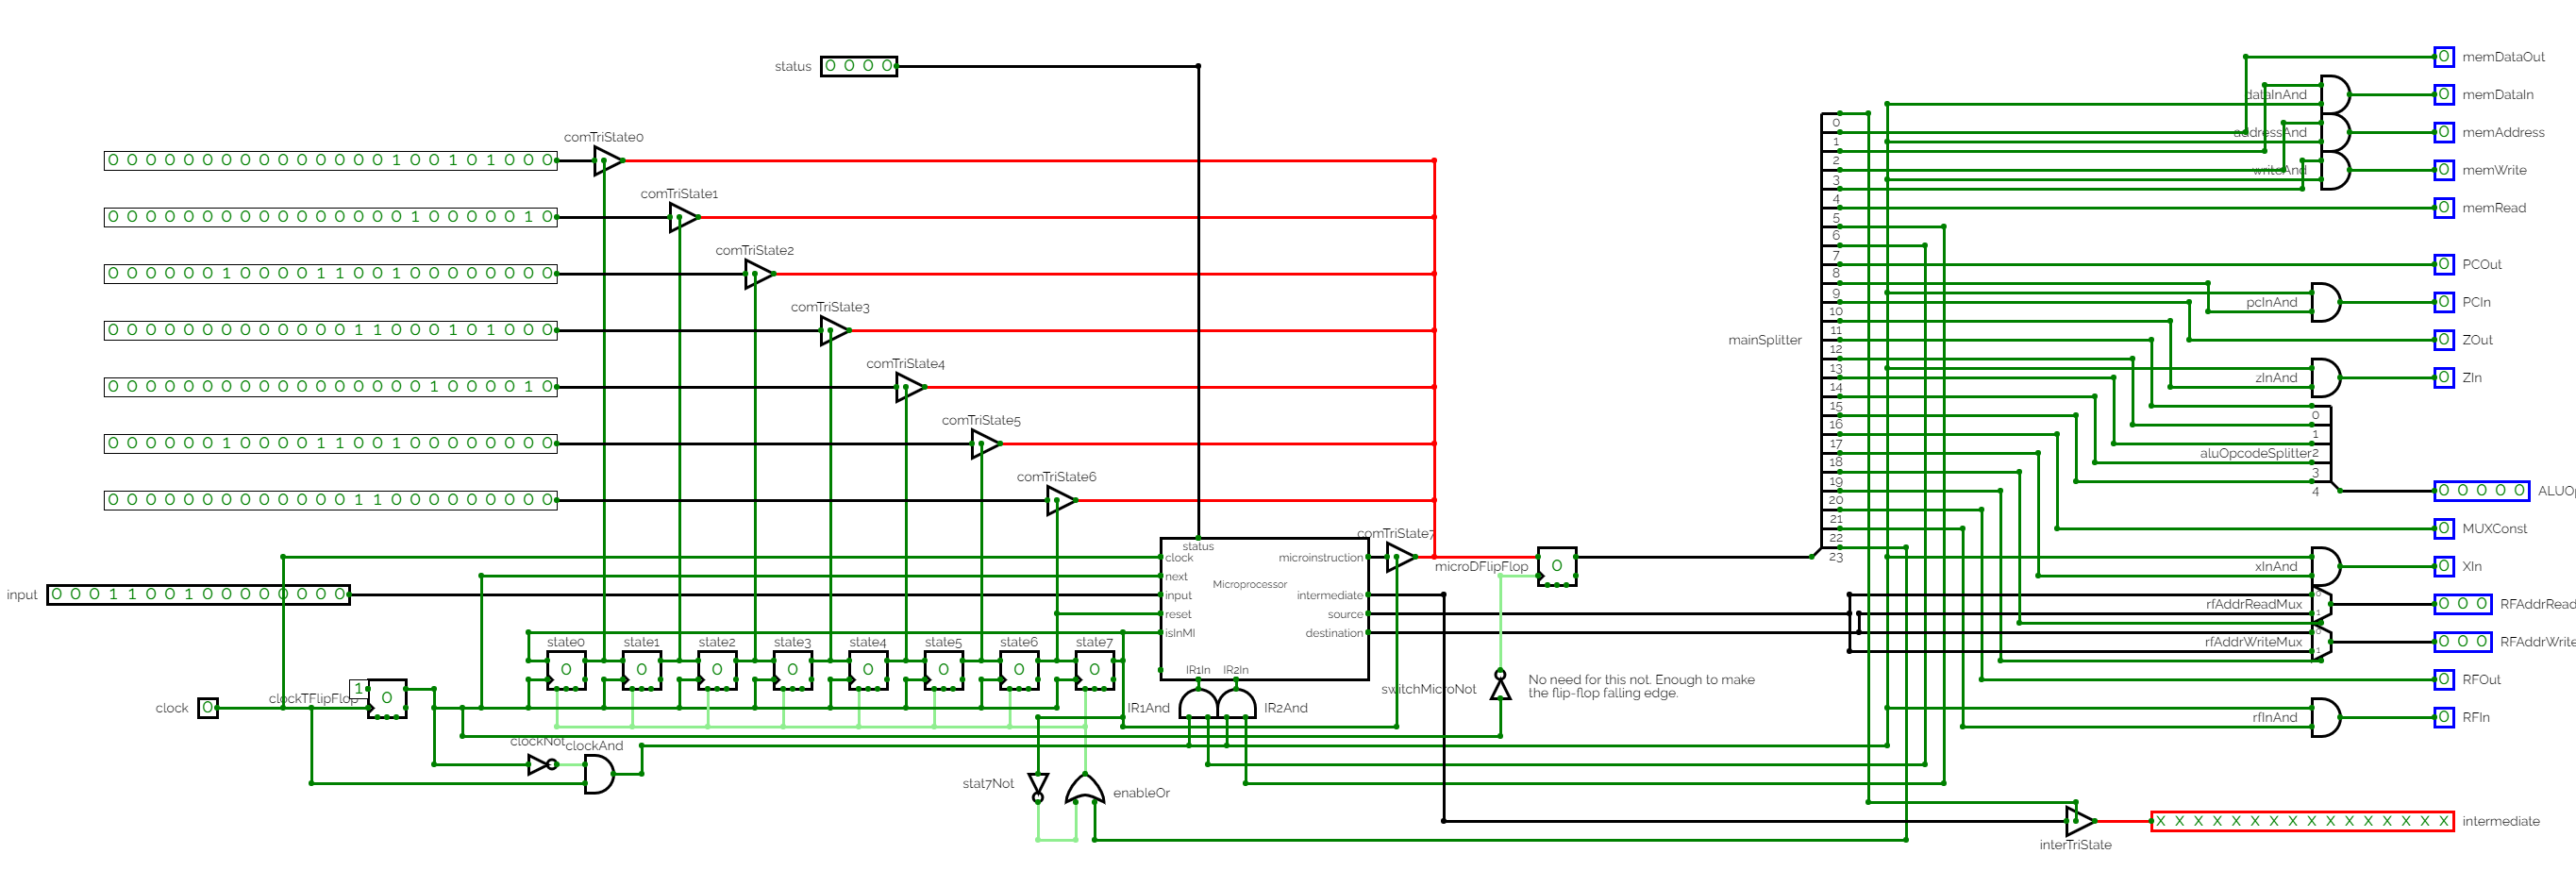 memDataOut
status 0 0 0 0
dataInAnd
memDataIn
comTriState0
addressAnd
memAddress
0 0 0 0 0 0 0 0 0 0 0 0 0 0 0 1 0 0 1 0 1 0 0 0
writeAnd
memWrite
comTriState1
memRead
0 0 0 0 0 0 0 0 0 0 0 0 0 0 0 0 1 0 0 0 0 0 1 0
comTriState2
PCOut
0 0 0 0 0 0 1 0 0 0 0 1 1 0 0 1 0 0 0 0 0 0 0 0
comTriState3
pcInAnd
PCIn
0 0 0 0 0 0 0 0 0 0 0 0 0 1 1 0 0 0 1 0 1 0 0 0
mainSplitter
ZOut
comTriState4
zInAnd
ZIn
0 0 0 0 0 0 0 0 0 0 0 0 0 0 0 0 0 1 0 0 0 0 1 0
comTriState5
0 0 0 0 0 0 1 0 0 0 0 1 1 0 0 1 0 0 0 0 0 0 0 0
aluOpcodeSplitter
comTriState6
0 0 0 0 0 0 0 0 0 0 0 0 0 1 1 0 0 0 0 0 0 0 0 0
0
1
2
3
4
5
6
7
8
9
10
11
12
13
14
15
16
17
18
19
20
21
22
23
0
1
2
3
4
0 0 0 0 0 ALUOp
MUXConst
comTriState7
status
clock
next
input
reset
isInMI
Microprocessor
microinstruction
intermediate
source
destination
IR1In IR2In
microDFlipFlop 0
xInAnd
XIn
input 0 0 0 1 1 0 0 1 0 0 0 0 0 0 0 0
rfAddrReadMux
0 0 0 RFAddrRead
rfAddrWriteMux
0 0 0 RFAddrWrite
state0 state1 state2 state3 state4 state5 state6 state7
0 0 0 0 0 0 0 0
switchMicroNot
No need for this not. Enough to make
the flip-flop falling edge.
RFOut
clockTFlipFlop 1 0
clock 0
IR1And
IR2And
rfInAnd
RFIn
clockNot
clockAnd
stat7Not
enableOr
X X X X X X X X X X X X X X X X intermediate
interTriState